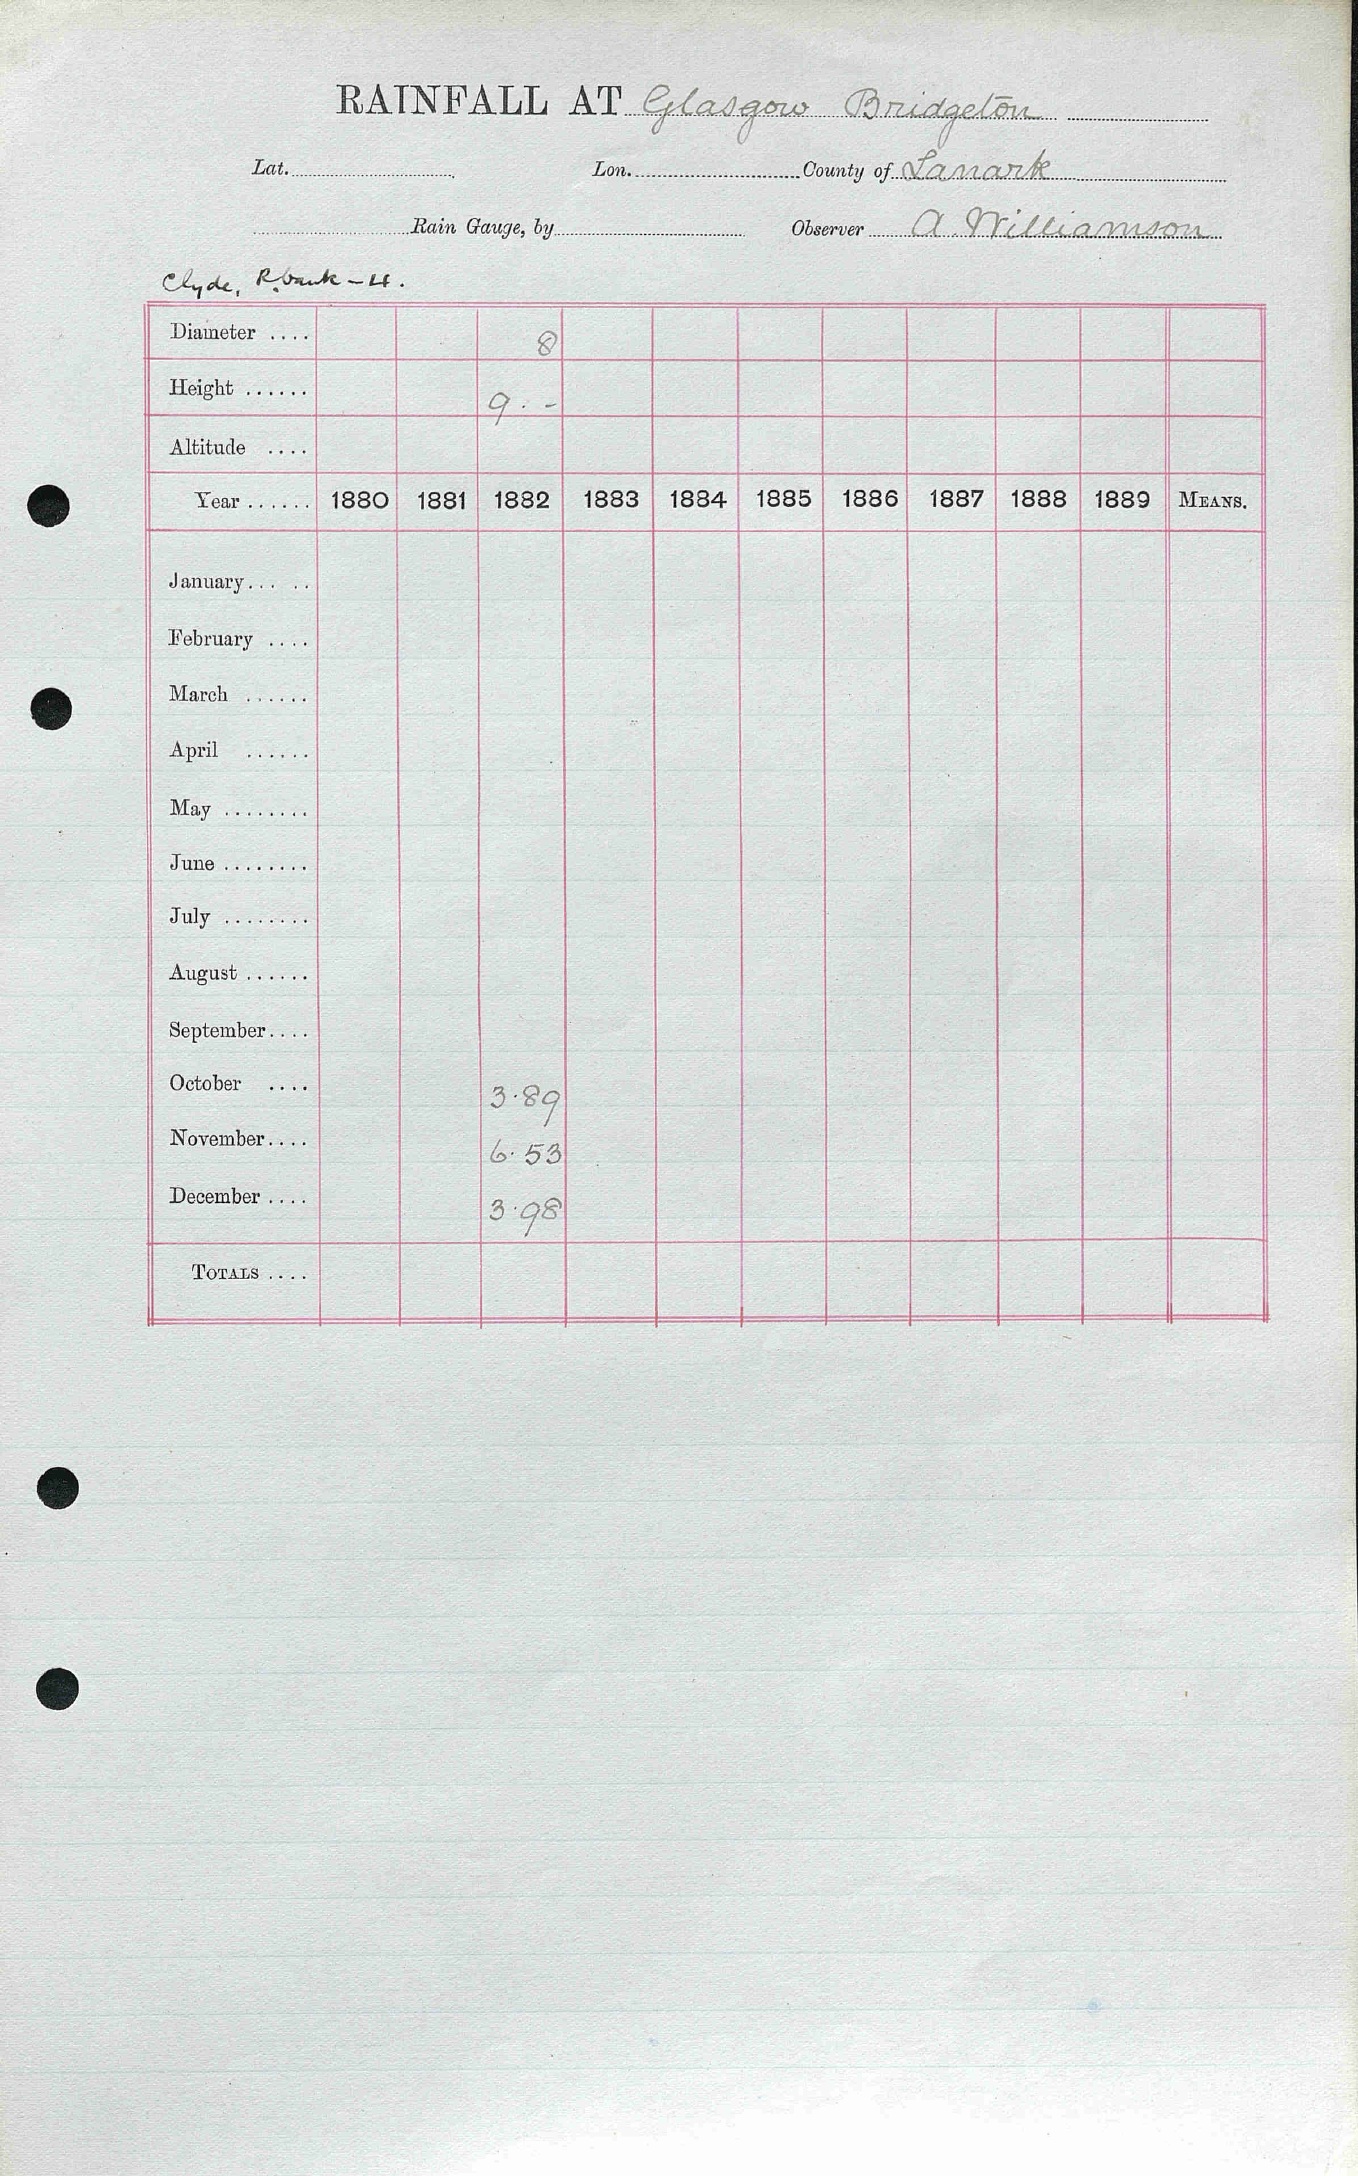 RAINFALL AT Glasgow Bridgeton
Lat. Lon. County of Lanark
Rain Gauge, by Observer A. Williamson
Clyde, R. bank - 4.
Diameter .... 8
Height ...... 9 . -
Altitude ....
Year ...... 1880 1881 1882 1883 1884 1885 1886 1887 1888 1889 MEANS.
January... ..
February ....
March ......
April ......
May ........
June ........
July ........
August ......
September....
October .... 3.89
November.... 6.53
December .... 3.98
TOTALS ....